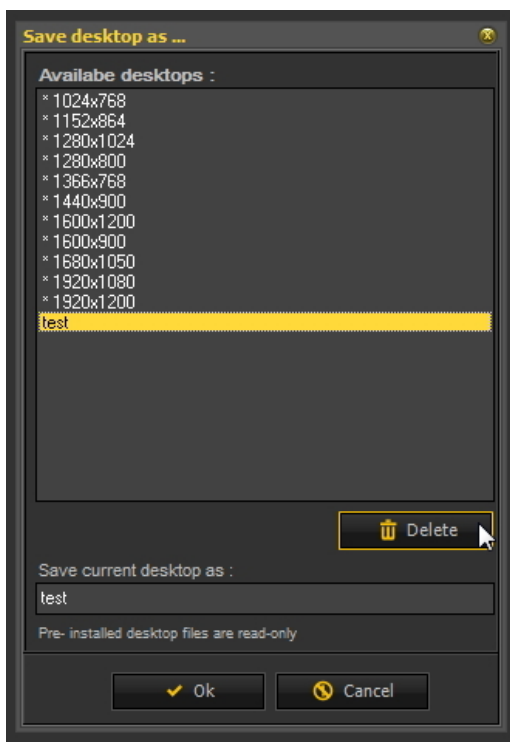 Save desktop as ...
Availabe desktops :
* 1024x768
* 1152x864
* 1280x1024
* 1280x800
* 1366x768
* 1440x900
* 1600x1200
* 1600x900
* 1680x1050
* 1920x1080
* 1920x1200
test
Delete
Save current desktop as :
test
Pre- installed desktop files are read-only
Ok
Cancel